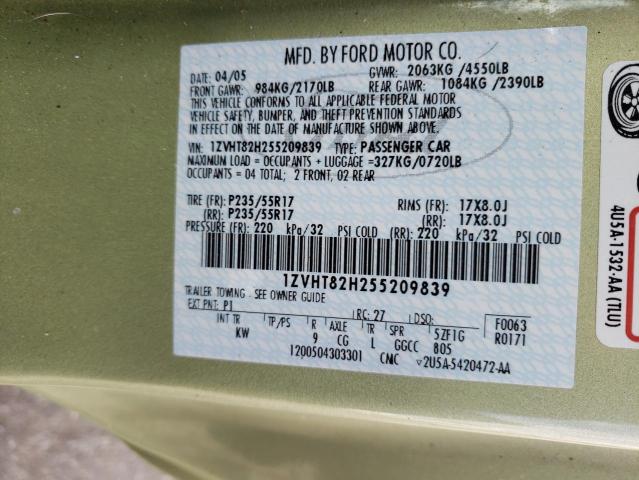 MFD. BY FORD MOTOR CO.
DATE: 04/05 GVWR: 2063KG /4550LB
FRONT GAWR: 984KG/2170LB REAR GAWR: 1084KG /2390LB
THIS VEHICLE CONFORMS TO ALL APPLICABLE FEDERAL MOTOR
VEHICLE SAFETY, BUMPER, AND THEFT PREVENTION STANDARDS
IN EFFECT ON THE DATE OF MANUFACTURE SHOWN ABOVE.
VIN: 1ZVHT82H255209839 TYPE: PASSENGER CAR
MAXIMUM LOAD = OCCUPANTS + LUGGAGE =327KG/0720LB
OCCUPANTS = 04 TOTAL; 2 FRONT, 02 REAR
TIRE (FR): P235/55R17 RIMS (FR): 17X8.0J
(RR): P235/55R17 (RR): 17X8.0J
PRESSURE (FR): 220 kPa/32 PSI COLD (RR) 220 kPa/32 PSI COLD
1ZVHT82H255209839
TRAILER TOWING - SEE OWNER GUIDE
EXT PNT: P1 RC: 27 F0063
INT TR TP/PS R AXLE TR SPR 5ZF1G R0171
KW 9 CG L GGCC 805
1200504303301 CMC ▽2U5A-5420472-AA
4U5A-1532-AA (TLU)